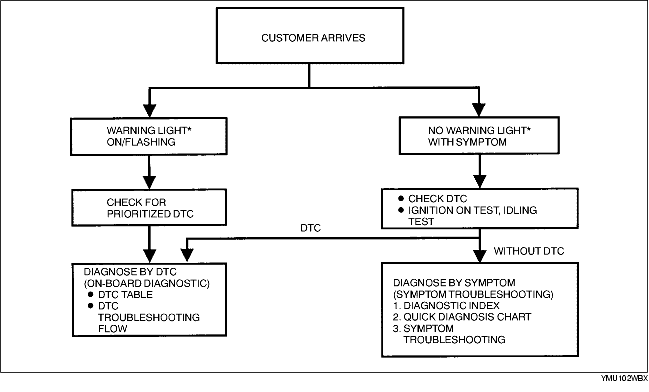 CUSTOMER ARRIVES
WARNING LIGHT*
ON/FLASHING
NO WARNING LIGHT*
WITH SYMPTOM
CHECK FOR
PRIORITIZED DTC
● CHECK DTC
● IGNITION ON TEST, IDLING
TEST
DTC
WITHOUT DTC
DIAGNOSE BY DTC
(ON-BOARD DIAGNOSTIC)
● DTC TABLE
● DTC
TROUBLESHOOTING
FLOW
DIAGNOSE BY SYMPTOM
(SYMPTOM TROUBLESHOOTING)
1. DIAGNOSTIC INDEX
2. QUICK DIAGNOSIS CHART
3. SYMPTOM
TROUBLESHOOTING
YMU102WBX